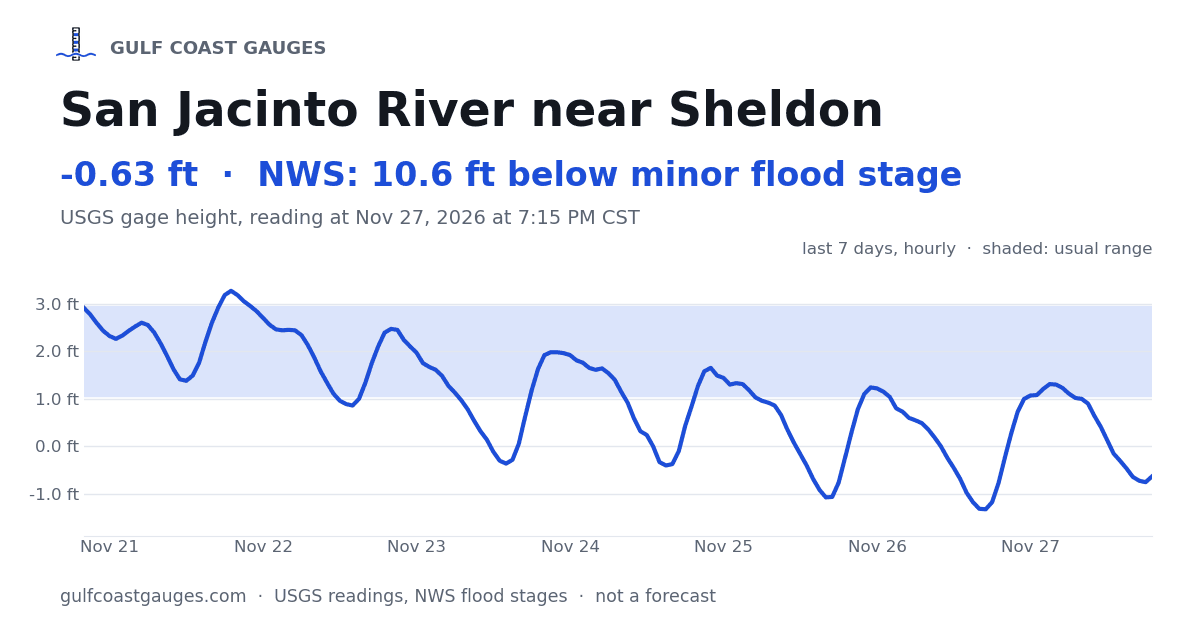 GULF COAST GAUGES
San Jacinto River near Sheldon
-0.63 ft · NWS: 10.6 ft below minor flood stage
USGS gage height, reading at Nov 27, 2026 at 7:15 PM CST
last 7 days, hourly · shaded: usual range
3.0 ft
2.0 ft
1.0 ft
0.0 ft
-1.0 ft
Nov 21 Nov 22 Nov 23 Nov 24 Nov 25 Nov 26 Nov 27
gulfcoastgauges.com · USGS readings, NWS flood stages · not a forecast